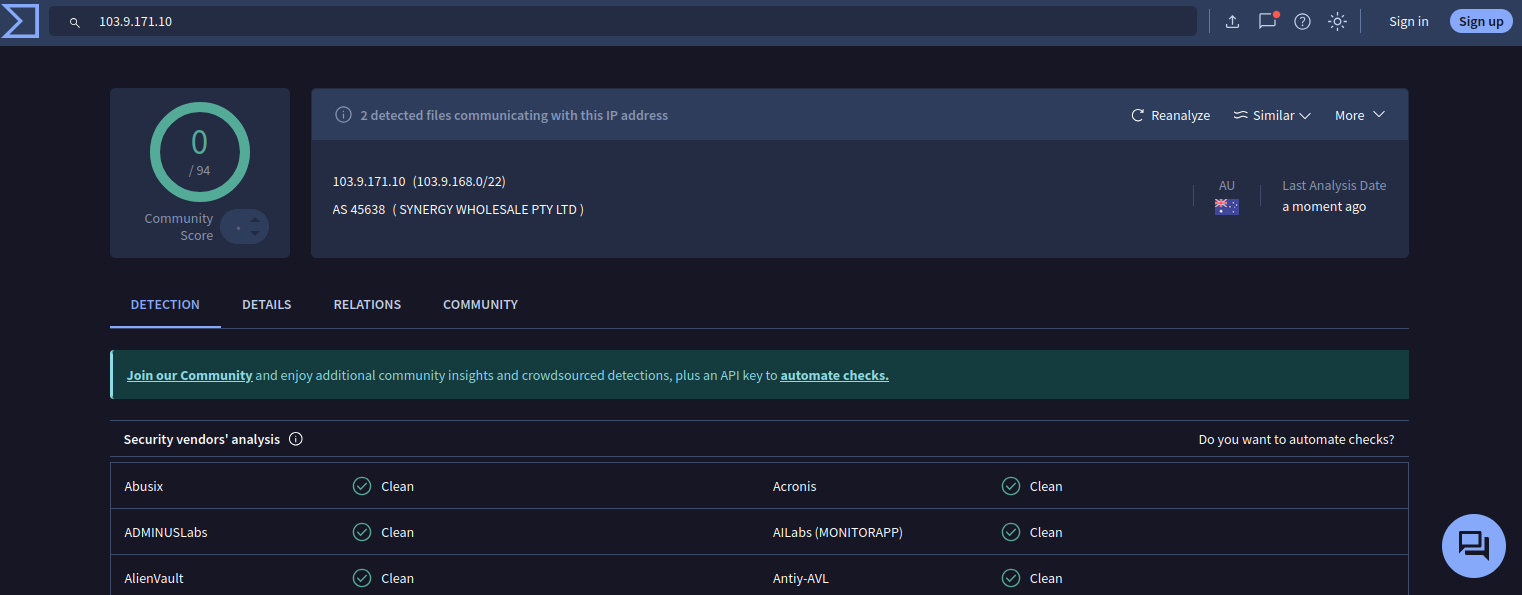 103.9.171.10
Sign in
Sign up
0
/ 94
Community
Score
2 detected files communicating with this IP address
Reanalyze
Similar
More
103.9.171.10 (103.9.168.0/22)
AS 45638 ( SYNERGY WHOLESALE PTY LTD )
AU
Last Analysis Date
a moment ago
DETECTION
DETAILS
RELATIONS
COMMUNITY
Join our Community and enjoy additional community insights and crowdsourced detections, plus an API key to automate checks.
Security vendors' analysis
Do you want to automate checks?
Abusix Clean Acronis Clean
ADMINUSLabs Clean AILabs (MONITORAPP) Clean
AlienVault Clean Antiy-AVL Clean